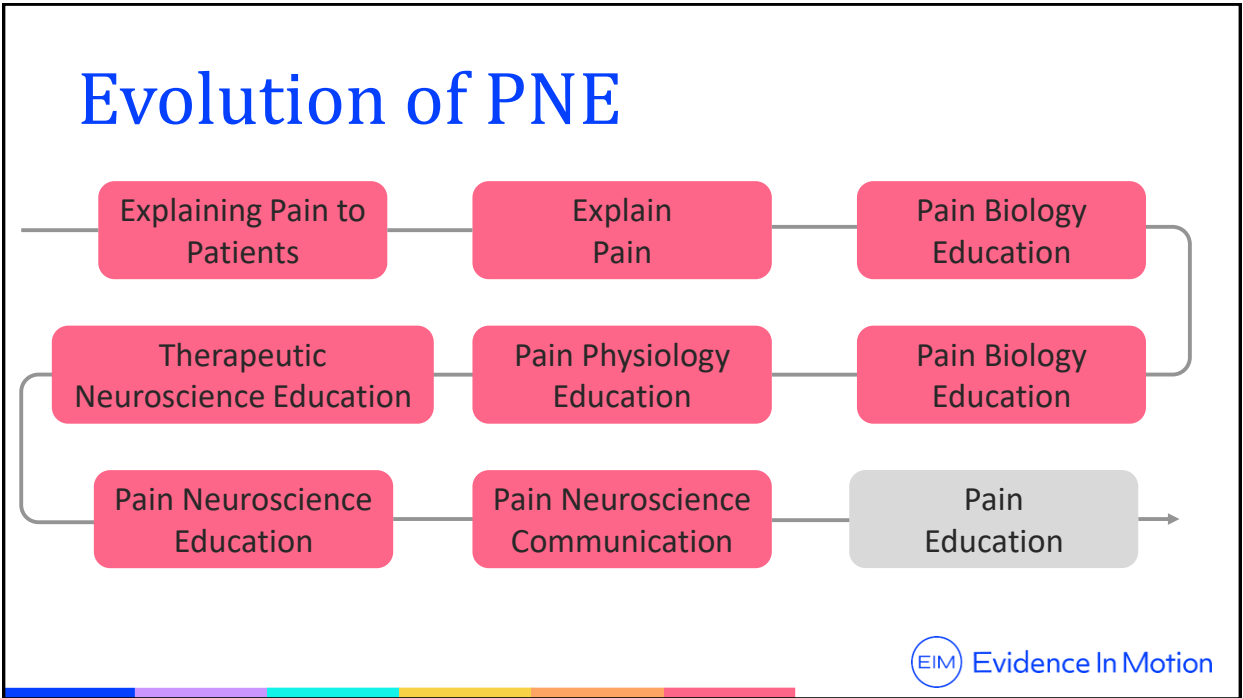 Evolution of PNE
Explaining Pain to
Patients
Explain
Pain
Pain Biology
Education
Therapeutic
Neuroscience Education
Pain Physiology
Education
Pain Biology
Education
Pain Neuroscience
Education
Pain Neuroscience
Communication
Pain
Education
EIM Evidence In Motion